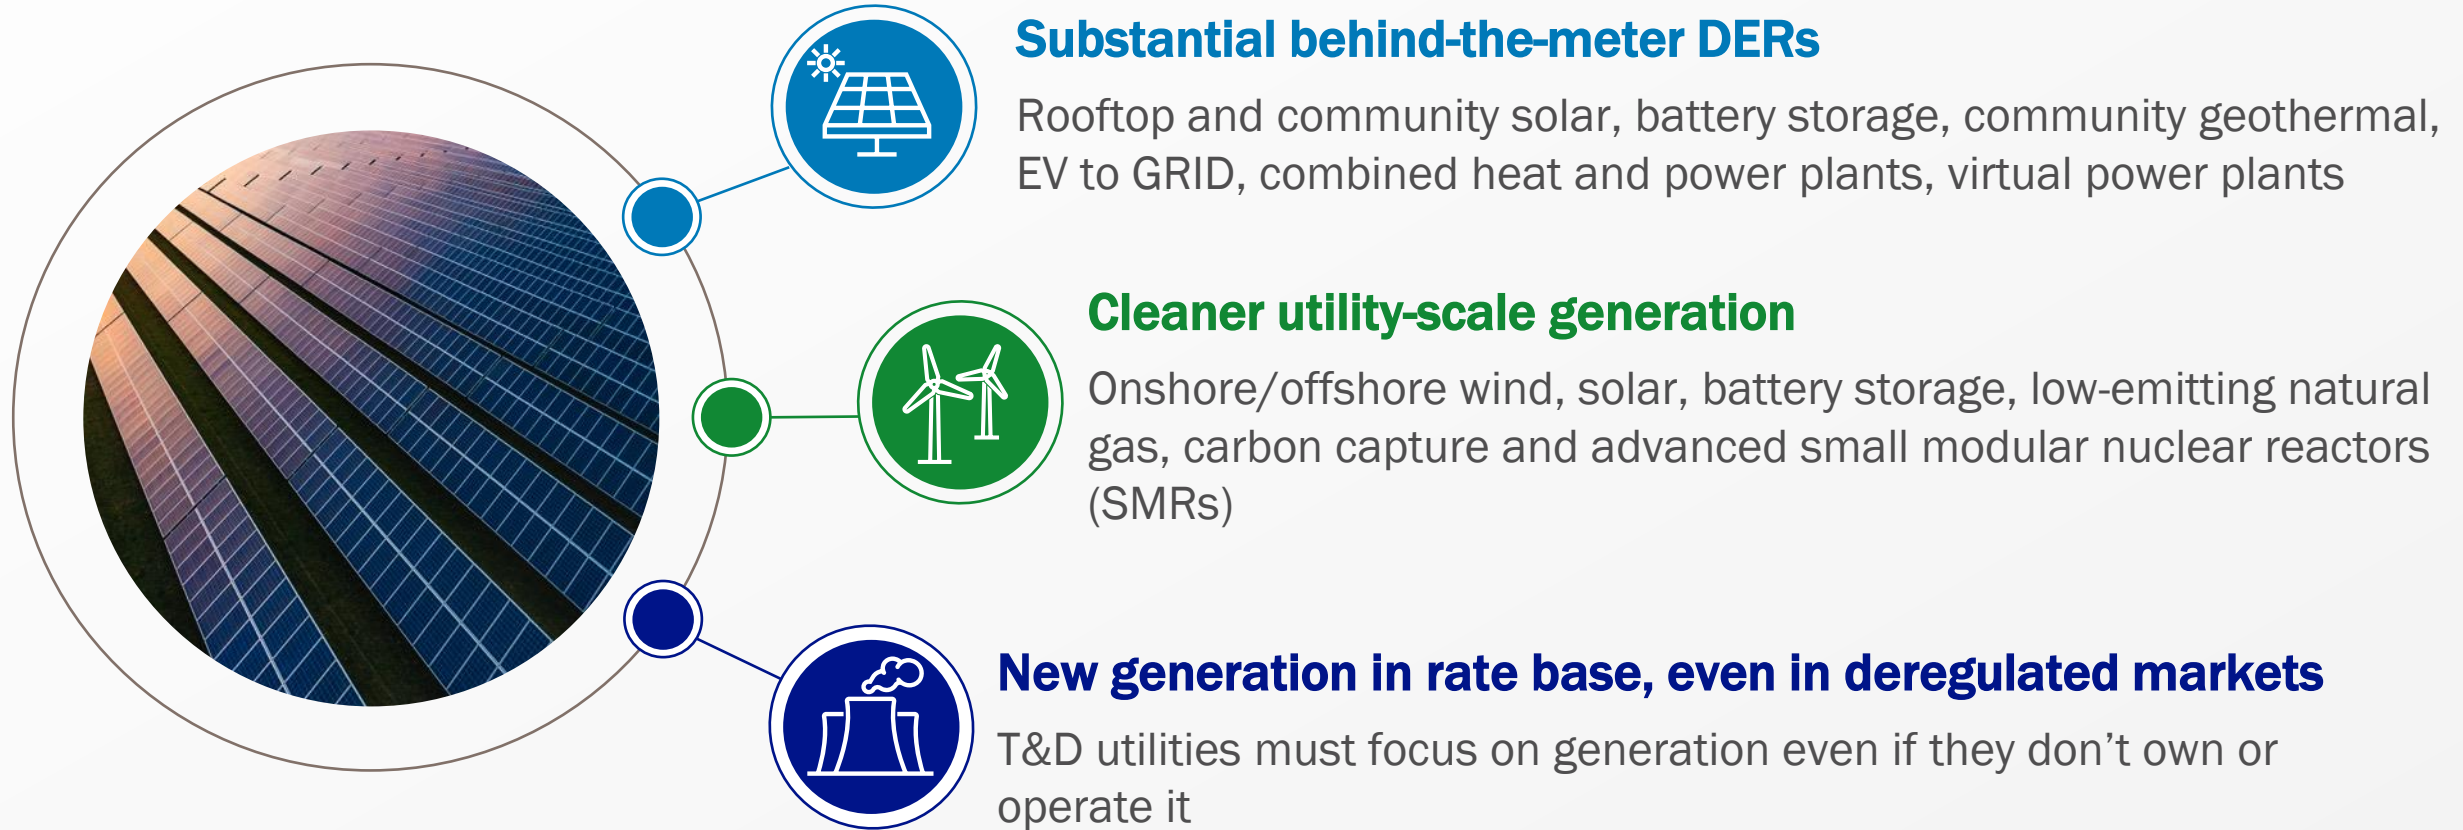 Substantial behind-the-meter DERs
Rooftop and community solar, battery storage, community geothermal,
EV to GRID, combined heat and power plants, virtual power plants
Cleaner utility-scale generation
Onshore/offshore wind, solar, battery storage, low-emitting natural
gas, carbon capture and advanced small modular nuclear reactors
(SMRs)
New generation in rate base, even in deregulated markets
T&D utilities must focus on generation even if they don’t own or
operate it